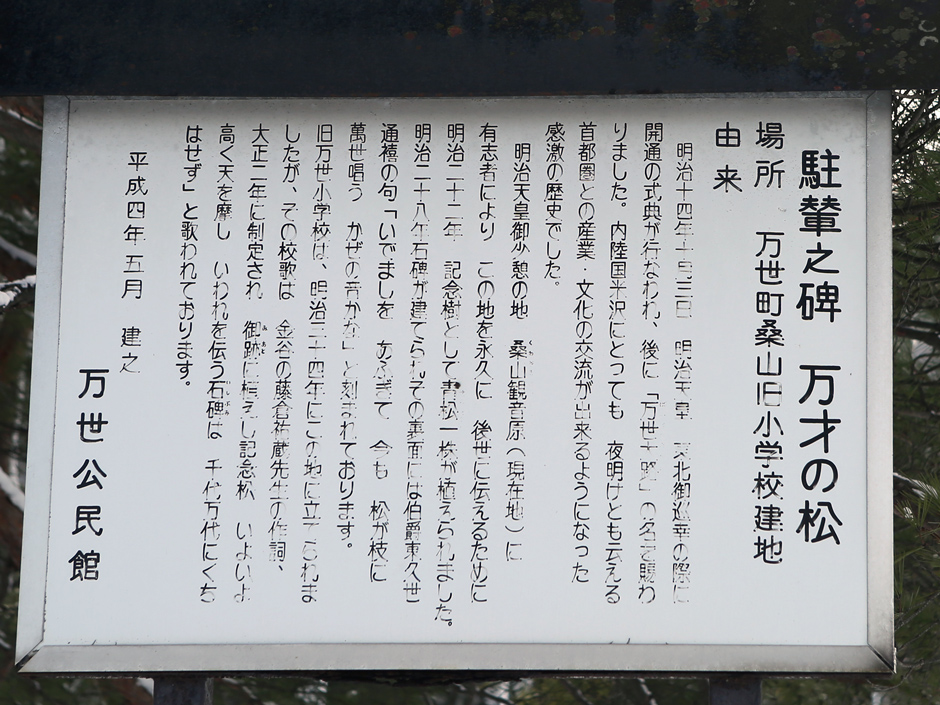 駐輦之碑 万才の松
場所 万世町桑山旧小学校建地
由来
明治十四年十月三日 明治天皇 東北御巡幸の際に
開通の式典が行なわれ、後に「万世大路」の名を賜わ
りました。内陸国米沢にとっても 夜明けとも云える
首都圏との産業・文化の交流が出来るようになった
感激の歴史でした。
明治天皇御少憩の地 桑山観音原(現在地)に
有志者により この地を永久に 後世に伝えるために
明治二十二年 記念樹として書松一株が植えられました。
明治二十八年石碑が建てられその裏面には伯爵東久世
通禧の句「いでましを あふぎて 今も 松が枝に
萬世唱う かぜの音かな」と刻まれております。
旧万世小学校は、明治三十四年にこの地に立てられま
したが、その校歌は 金谷の藤倉祐蔵先生の作詞、
大正二年に制定され 御跡に植えし記念松 いよいよ
高く天を摩し いわれを伝う石碑は 千代万代にくち
はせず」と歌われております。
平成四年五月 建之
万世公民館